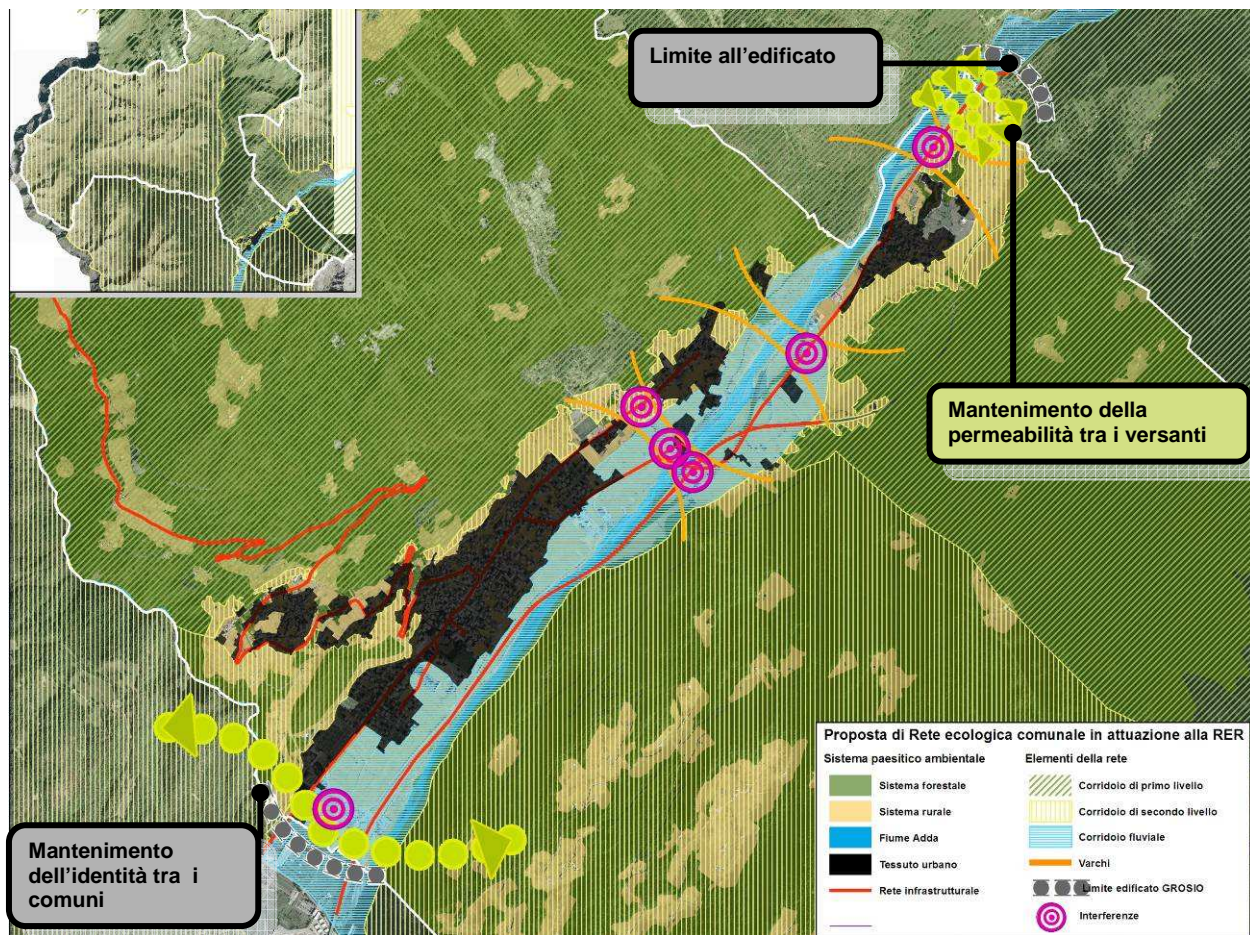 Limite all'edificato
Mantenimento della
permeabilità tra i versanti
Mantenimento
dell'identità tra i
comuni
Proposta di Rete ecologica comunale in attuazione alla RER
Sistema paesitico ambientale
Sistema forestale
Sistema rurale
Fiume Adda
Tessuto urbano
Rete infrastrutturale
Elementi della rete
Corridoio di primo livello
Corridoio di secondo livello
Corridoio fluviale
Varchi
Limite edificato GROSIO
Interferenze